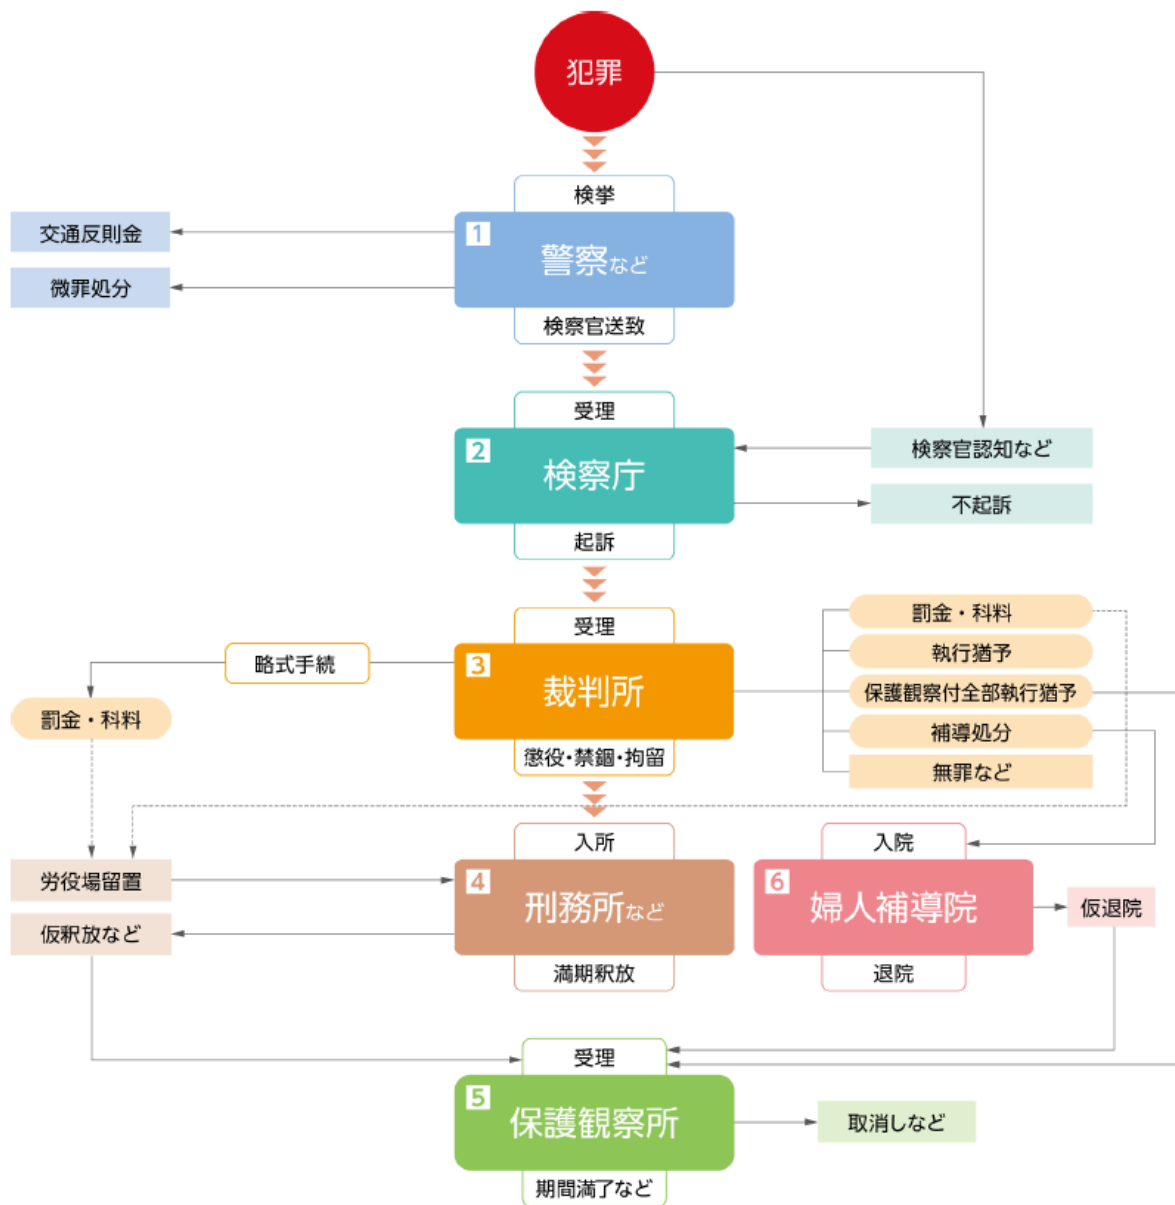 犯罪
検挙
1
警察など
検察官送致
交通反則金
微罪処分
受理
2
検察庁
起訴
検察官認知など
不起訴
受理
3
裁判所
懲役・禁錮・拘留
略式手続
罰金・科料
罰金・科料
執行猶予
保護観察付全部執行猶予
補導処分
無罪など
労役場留置
仮釈放など
入所
4
刑務所など
満期釈放
入院
6
婦人補導院
退院
仮退院
受理
5
保護観察所
期間満了など
取消しなど